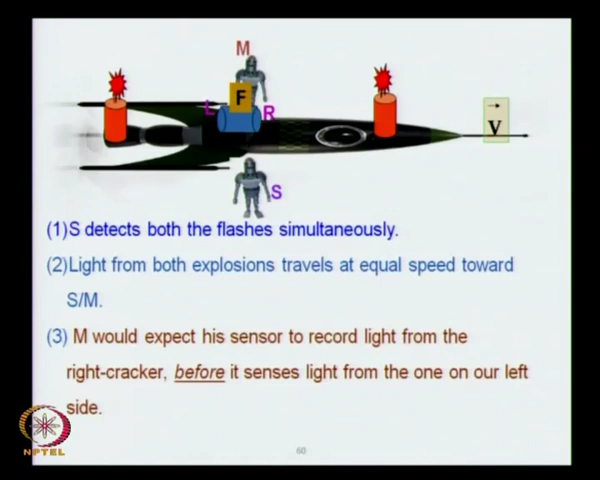 M
F
L
R
V
S
(1)S detects both the flashes simultaneously.
(2)Light from both explosions travels at equal speed toward
S/M.
(3) M would expect his sensor to record light from the
right-cracker, before it senses light from the one on our left
side.
NPTEL
60